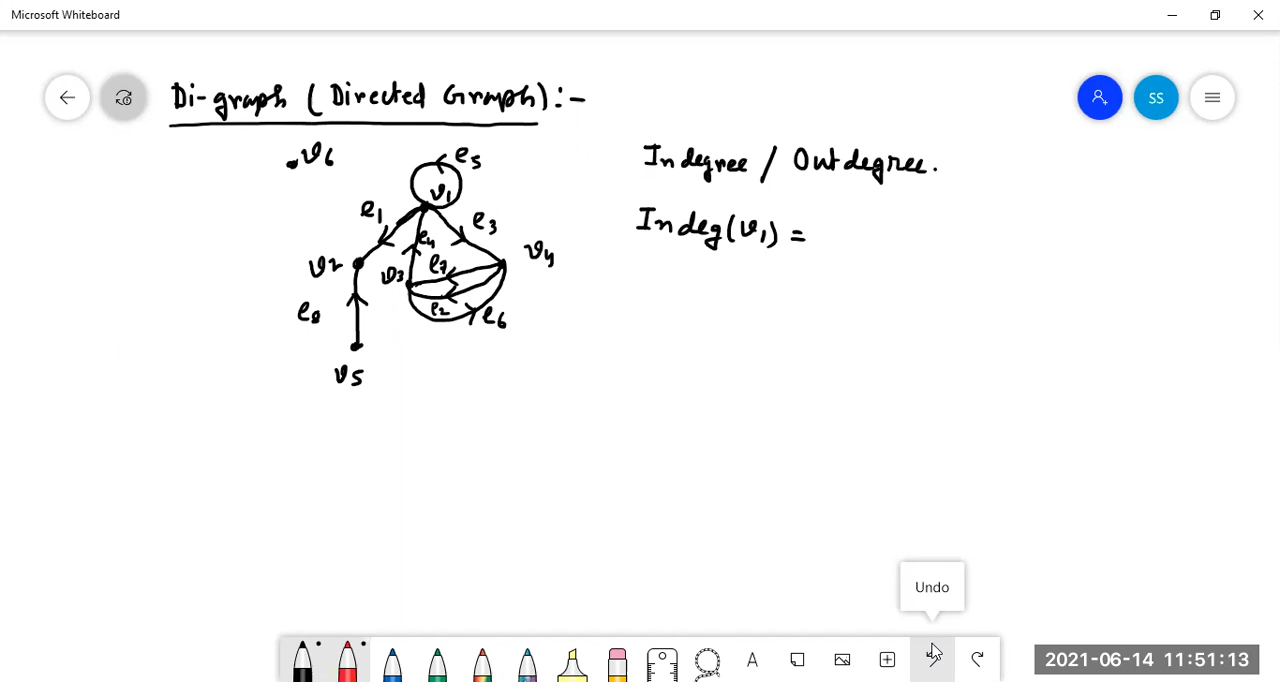 Microsoft Whiteboard
Di-graph (Directed Graph):-
SS
v6
e5
v1
Indegree / Outdegree.
e1
e3
Indeg(v1) =
e4
v2
v3
e7
v4
e8
e2
e6
v5
Undo
A
2021-06-14 11:51:13